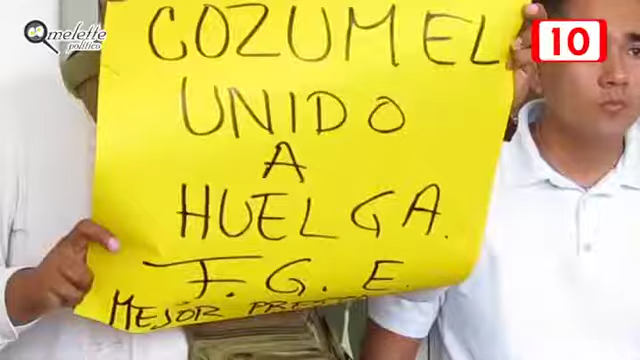 omelette
político
10
COZUMEL
UNIDO
A
HUELGA.
F.G.E.
MEJOR